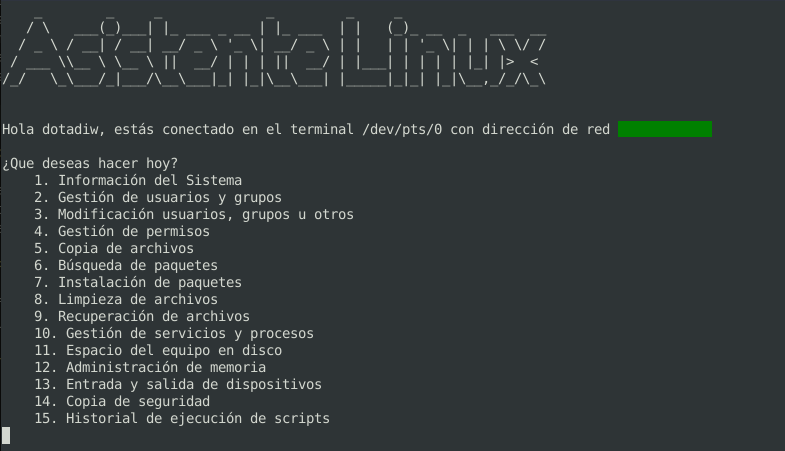 AsistenteLinux
Hola dotadiw, estás conectado en el terminal /dev/pts/0 con dirección de red
¿Que deseas hacer hoy?
1. Información del Sistema
2. Gestión de usuarios y grupos
3. Modificación usuarios, grupos u otros
4. Gestión de permisos
5. Copia de archivos
6. Búsqueda de paquetes
7. Instalación de paquetes
8. Limpieza de archivos
9. Recuperación de archivos
10. Gestión de servicios y procesos
11. Espacio del equipo en disco
12. Administración de memoria
13. Entrada y salida de dispositivos
14. Copia de seguridad
15. Historial de ejecución de scripts